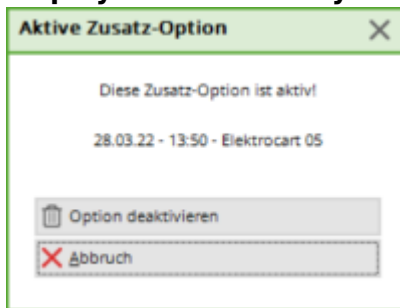 Aktive Zusatz-Option
Diese Zusatz-Option ist aktiv!
28.03.22 - 13:50 - Elektrocart 05
Option deaktivieren
Abbruch